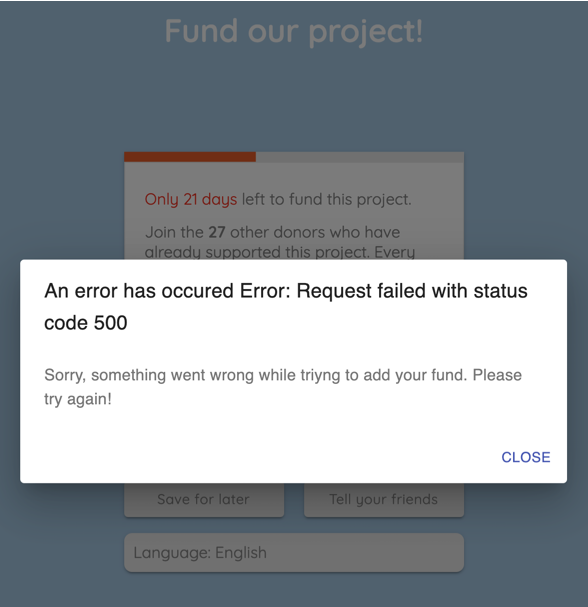 Fund our project!
Only 21 days left to fund this project.
Join the 27 other donors who have
already supported this project. Every
An error has occured Error: Request failed with status
code 500
Sorry, something went wrong while triyng to add your fund. Please
try again!
CLOSE
Save for later
Tell your friends
Language: English